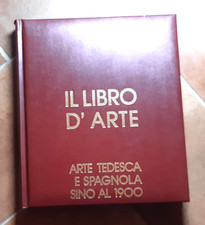 IL LIBRO
D'ARTE
ARTE TEDESCA
E SPAGNOLA
SINO AL 1900